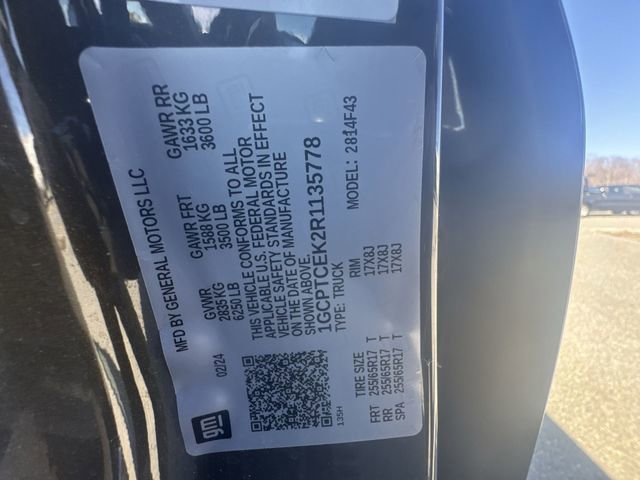 MFD BY GENERAL MOTORS LLC
02/24
GVWR GAWR FRT GAWR RR
2835 KG 1588 KG 1633 KG
6250 LB 3500 LB 3600 LB
THIS VEHICLE CONFORMS TO ALL
APPLICABLE U.S. FEDERAL MOTOR
VEHICLE SAFETY STANDARDS IN EFFECT
ON THE DATE OF MANUFACTURE
SHOWN ABOVE.
1GCPTCEK2R1135778
TYPE: TRUCK MODEL: 2814F43
gm
135H
TIRE SIZE RIM
FRT 255/65R17 T 17X8J
RR 255/65R17 T 17X8J
SPA 255/65R17 T 17X8J